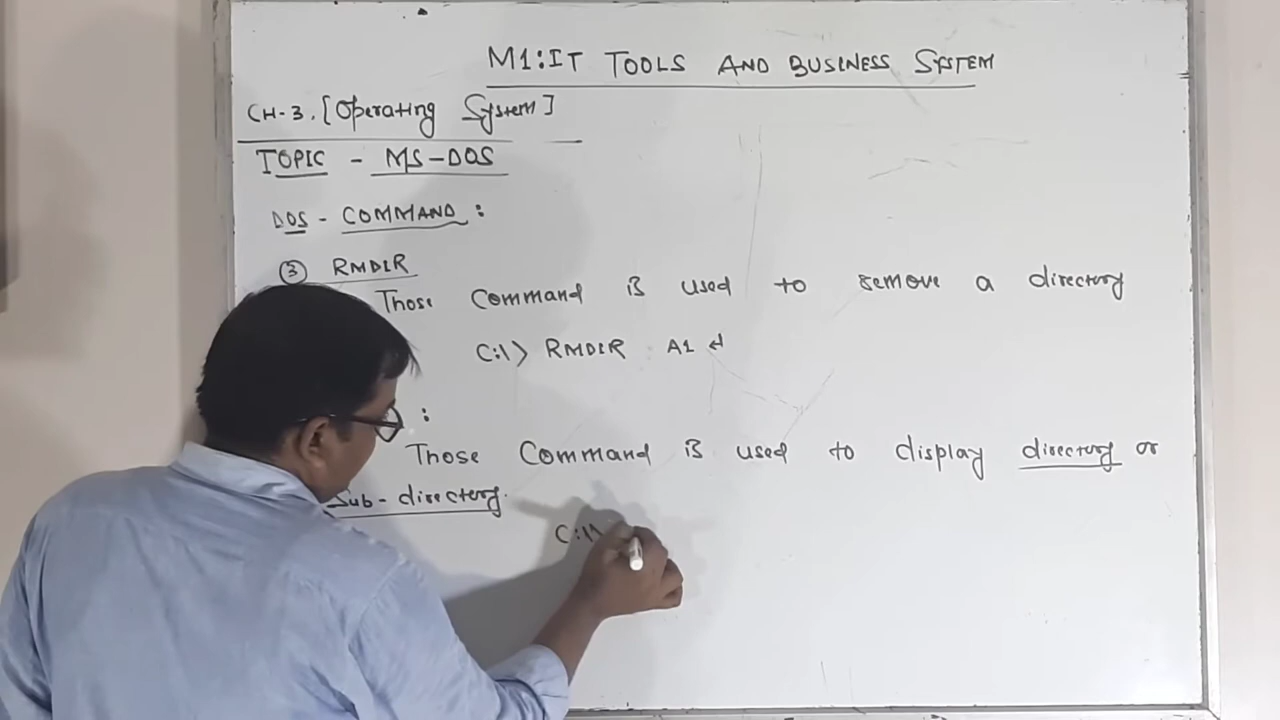 M1:IT TOOLS AND BUSINESS SYSTEM
CH-3. [Operating System]
TOPIC - MS-DOS
DOS - COMMAND :
③ RMDIR
Those Command is used to remove a directory
C:\> RMDIR A1 ↵
:
Those Command is used to display directory or
Sub-directory.
C:\